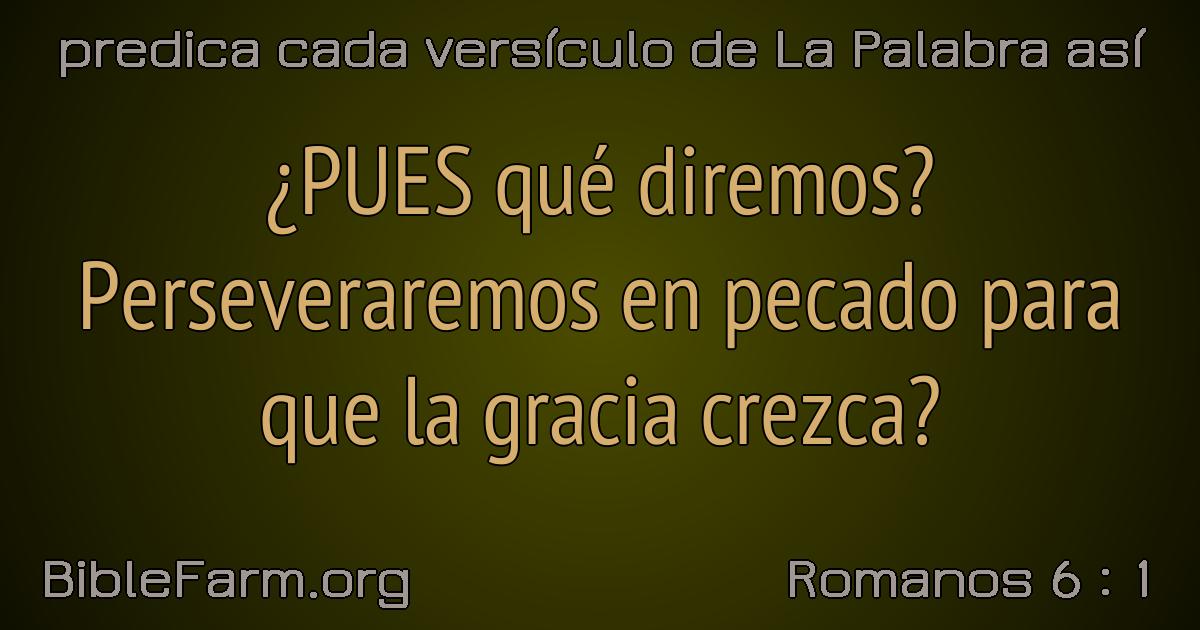 predica cada versículo de La Palabra así
¿PUES qué diremos?
Perseveraremos en pecado para
que la gracia crezca?
BibleFarm.org
Romanos 6 : 1